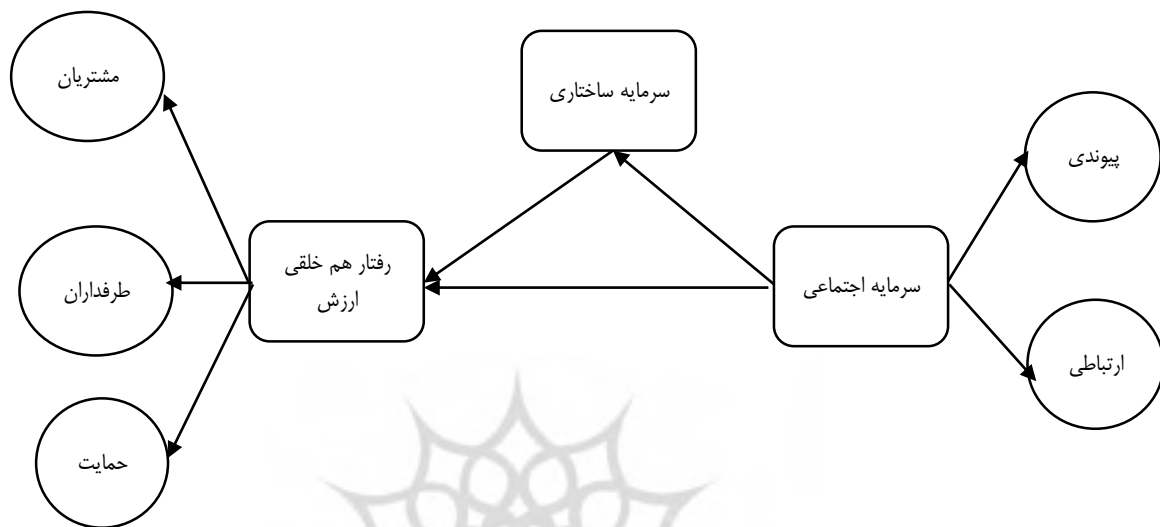 سرمایه ساختاری
مشتریان
پیوندی
طرفداران
رفتار هم خلقی
ارزش
سرمایه اجتماعی
ارتباطی
حمایت